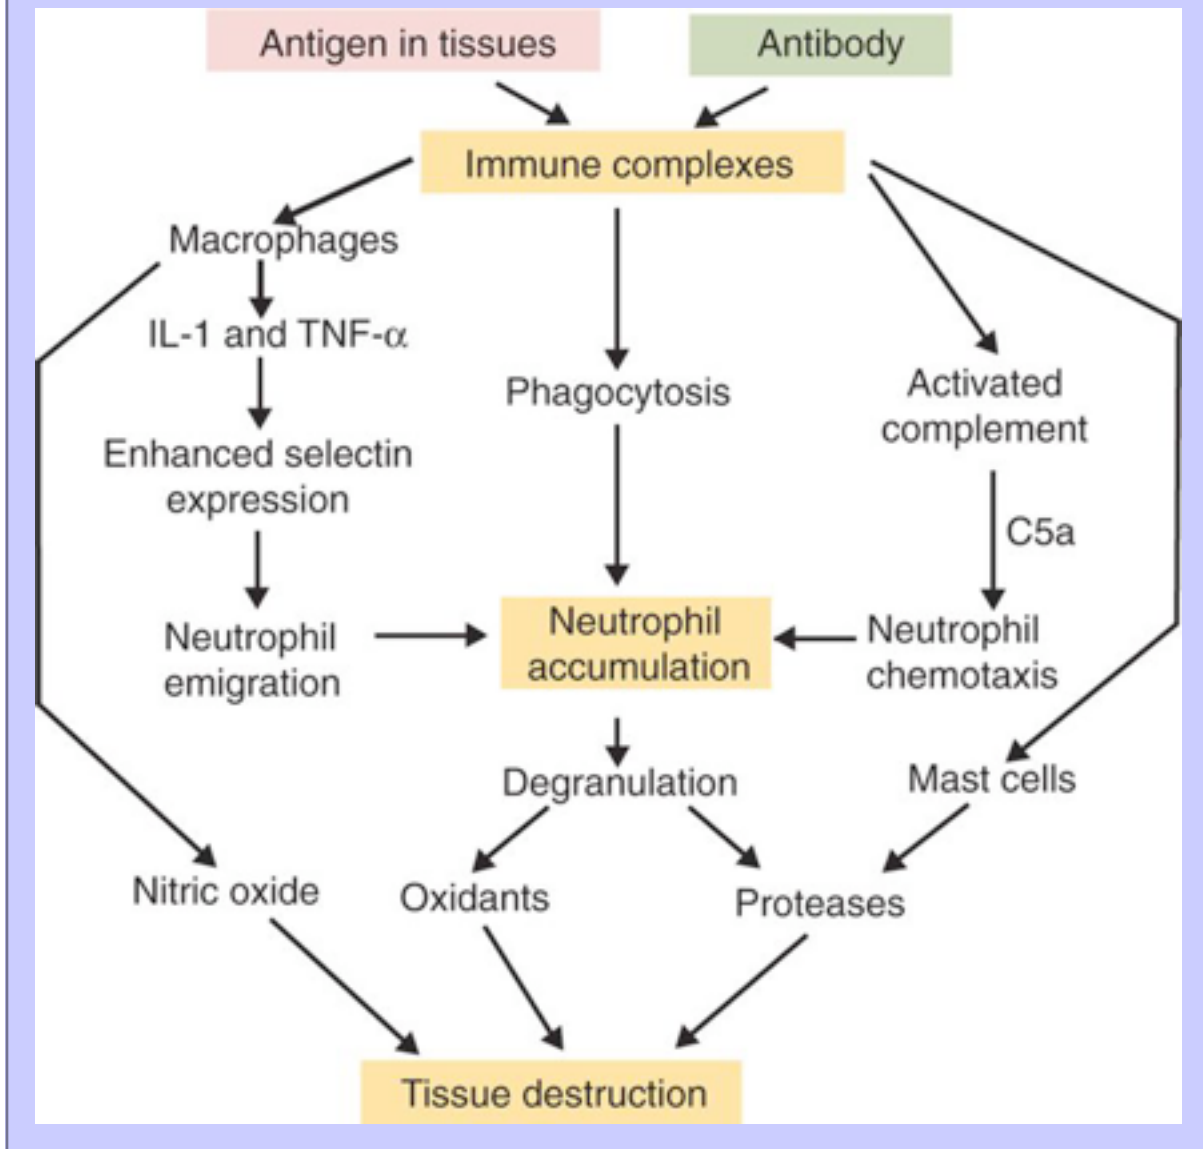 Antigen in tissues
Antibody
Immune complexes
Macrophages
IL-1 and TNF-α
Phagocytosis
Activated
complement
Enhanced selectin
expression
C5a
Neutrophil
emigration
Neutrophil
accumulation
Neutrophil
chemotaxis
Degranulation
Mast cells
Nitric oxide
Oxidants
Proteases
Tissue destruction